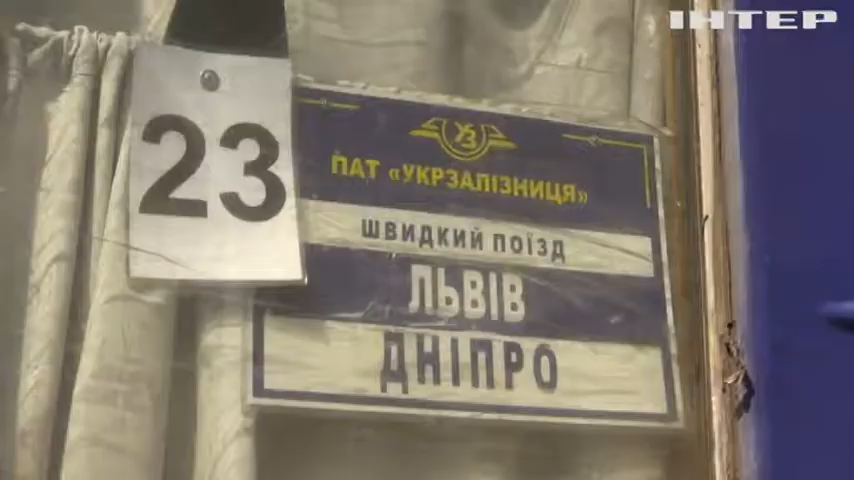 ІНТЕР
23
УЗ
ПАТ «УКРЗАЛІЗНИЦЯ»
ШВИДКИЙ ПОЇЗД
ЛЬВІВ
ДНІПРО